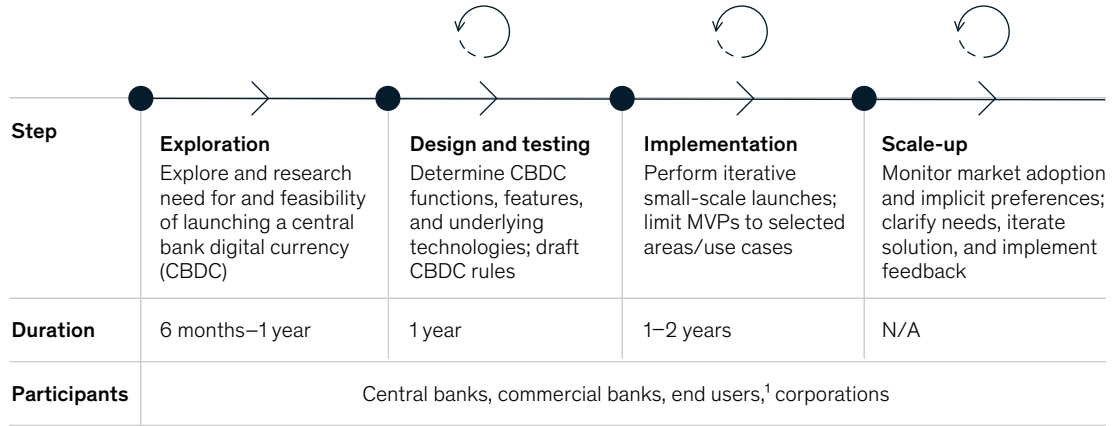 Step
Exploration
Explore and research
need for and feasibility
of launching a central
bank digital currency
(CBDC)
Design and testing
Determine CBDC
functions, features,
and underlying
technologies; draft
CBDC rules
Implementation
Perform iterative
small-scale launches;
limit MVPs to selected
areas/use cases
Scale-up
Monitor market adoption
and implicit preferences;
clarify needs, iterate
solution, and implement
feedback
Duration
6 months–1 year
1 year
1–2 years
N/A
Participants
Central banks, commercial banks, end users,¹ corporations